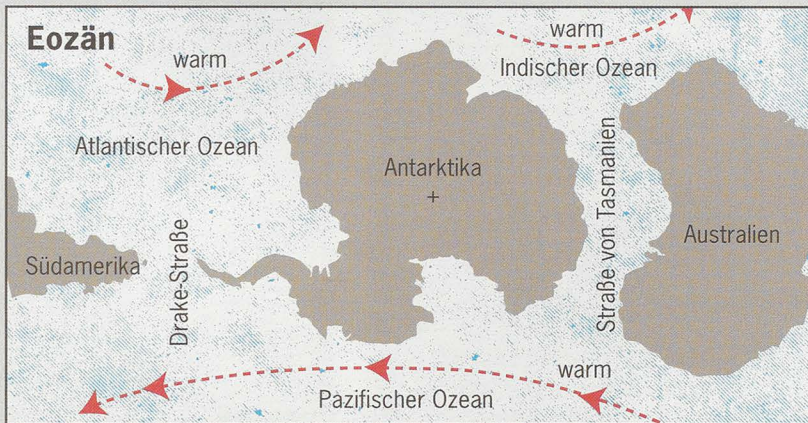 Eozän
warm
warm
Indischer Ozean
Atlantischer Ozean
Antarktika
+
Straße von Tasmanien
Australien
Südamerika
Drake-Straße
warm
Pazifischer Ozean